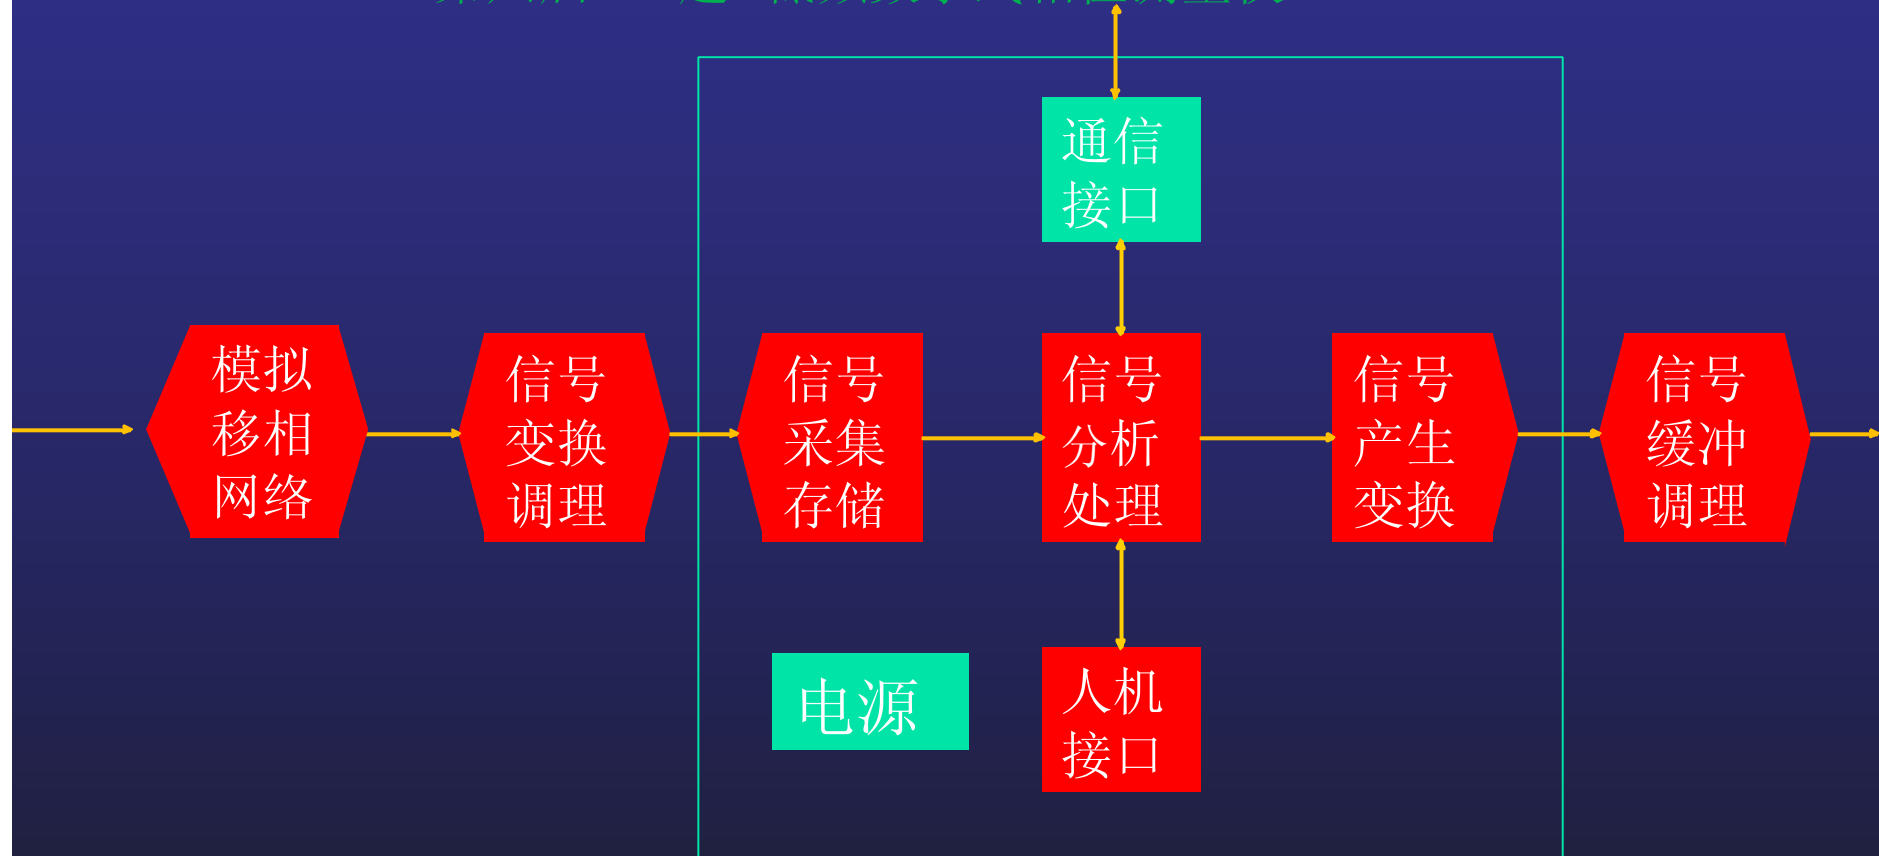 通信
接口
模拟
移相
网络
信号
变换
调理
信号
采集
存储
信号
分析
处理
信号
产生
变换
信号
缓冲
调理
电源
人机
接口